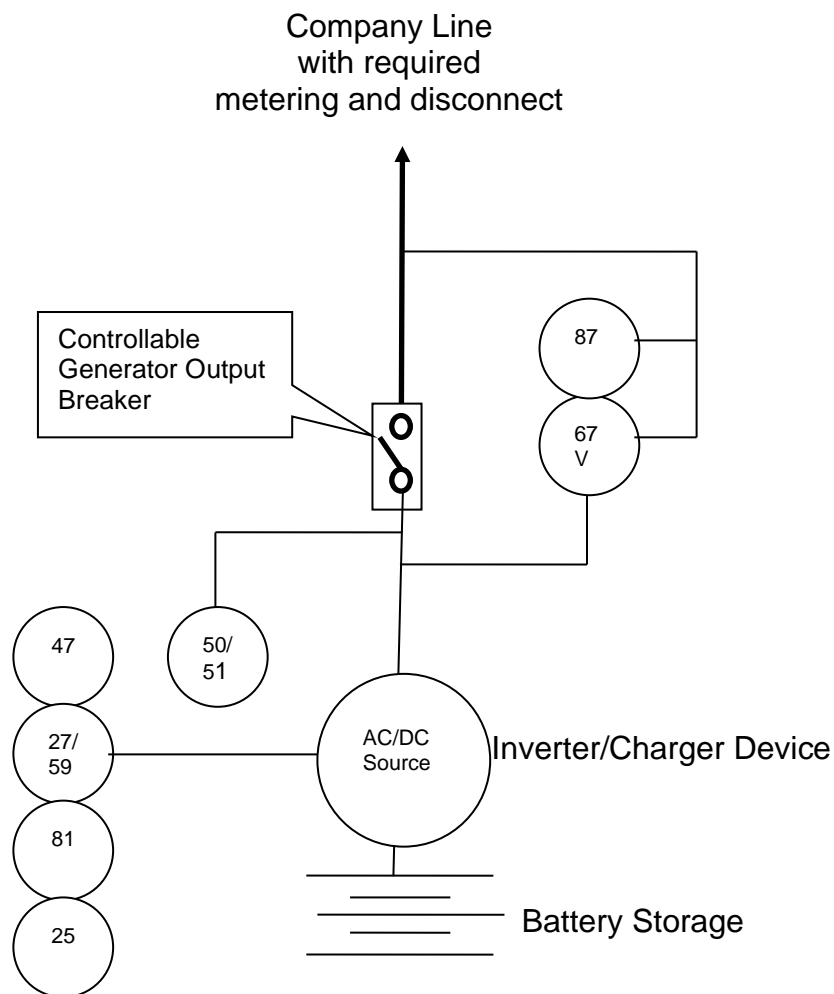 Company Line
with required
metering and disconnect
Controllable
Generator Output
Breaker
87
67
V
47
50/
51
27/
59
AC/DC
Source
Inverter/Charger Device
81
25
Battery Storage